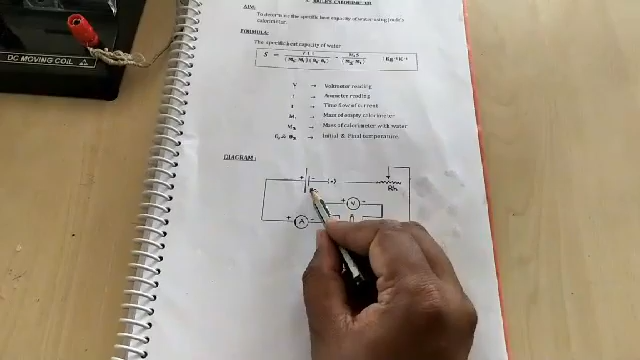 JOULE'S CALORIMETER
AIM:
To determine the specific heat capacity of water using Joule's
calorimeter.
FORMULA:
The specific heat capacity of water
S =
V → Voltmeter reading
I → Ammeter reading
t → Time flow of current
M₁ → Mass of empty calorimeter
M₂ → Mass of calorimeter with water
→ Initial & Final temperature
DIAGRAM:
+
(•)
Rh
+ V -
+ A -
DC MOVING COIL